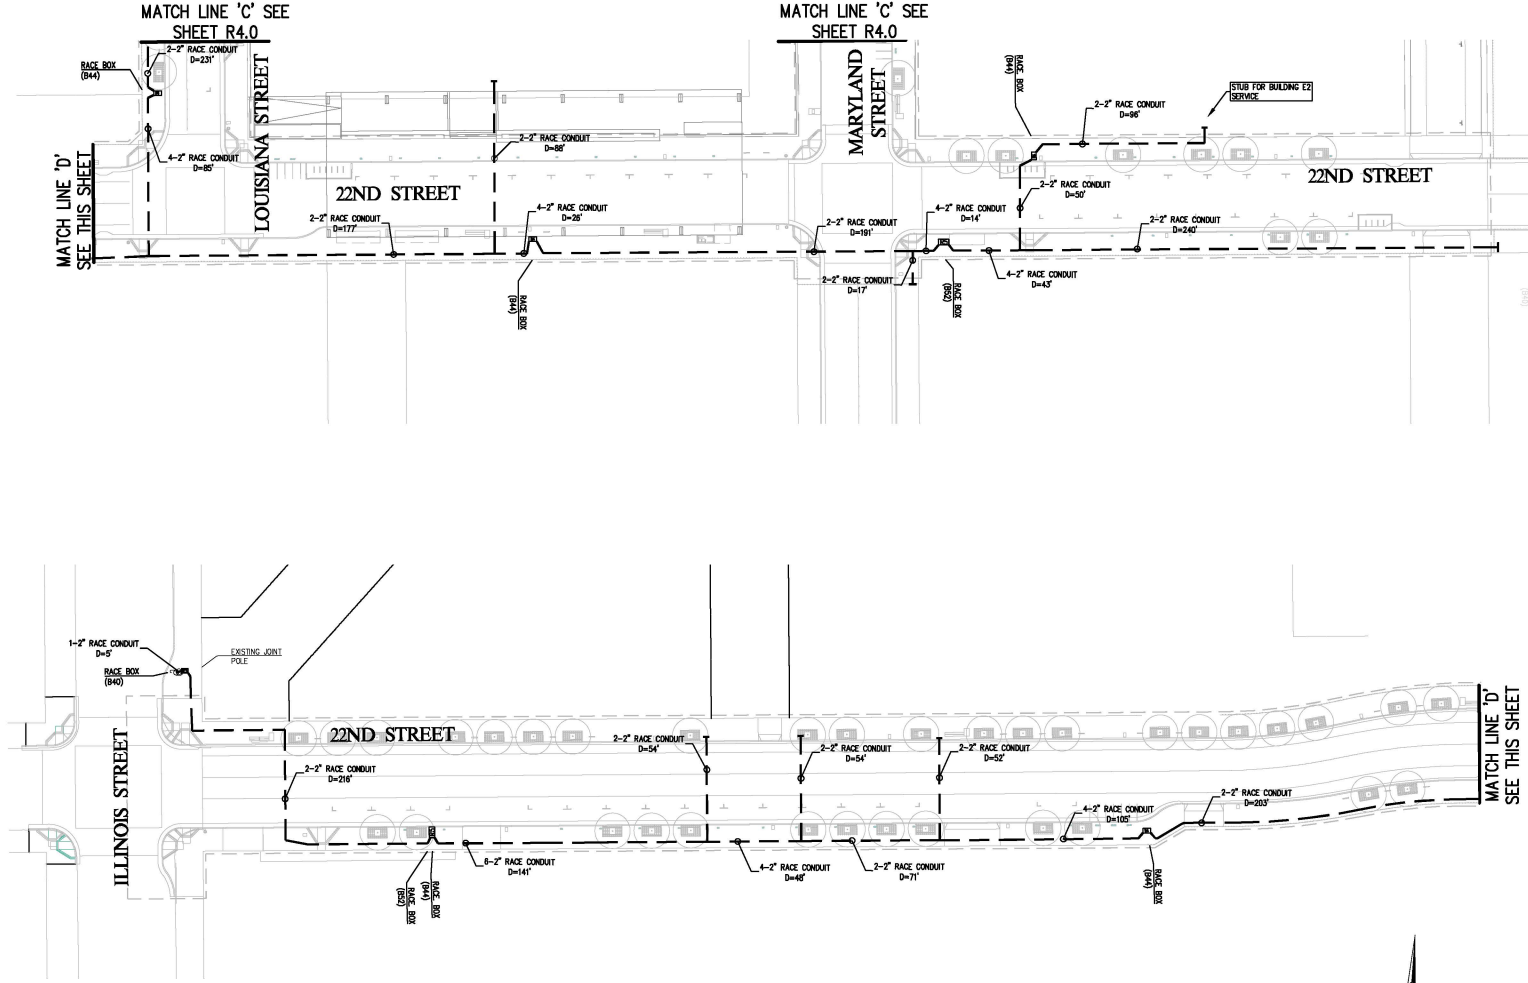 MATCH LINE 'C' SEE
SHEET R4.0
MATCH LINE 'C' SEE
SHEET R4.0
2-2" RACE CONDUIT
D=231'
RACE BOX
(B44)
LOUISIANA STREET
MARYLAND
STREET
RACE BOX
(B44)
STUB FOR BUILDING E2
SERVICE
2-2" RACE CONDUIT
D=96'
2-2" RACE CONDUIT
D=88'
4-2" RACE CONDUIT
D=85'
MATCH LINE 'D'
SEE THIS SHEET
22ND STREET
22ND STREET
2-2" RACE CONDUIT
D=50'
4-2" RACE CONDUIT
D=26'
2-2" RACE CONDUIT
D=177'
2-2" RACE CONDUIT
D=191'
4-2" RACE CONDUIT
D=14'
2-2" RACE CONDUIT
D=240'
2-2" RACE CONDUIT
D=17'
4-2" RACE CONDUIT
D=43'
RACE BOX
(B44)
RACE BOX
(B52)
(B40)
1-2" RACE CONDUIT
D=5'
RACE BOX
(B40)
EXISTING JOINT
POLE
ILLINOIS STREET
22ND STREET
2-2" RACE CONDUIT
D=54'
2-2" RACE CONDUIT
D=54'
2-2" RACE CONDUIT
D=52'
2-2" RACE CONDUIT
D=216'
4-2" RACE CONDUIT
D=105'
2-2" RACE CONDUIT
D=203'
MATCH LINE 'D'
SEE THIS SHEET
6-2" RACE CONDUIT
D=141'
4-2" RACE CONDUIT
D=48'
2-2" RACE CONDUIT
D=71'
RACE BOX
(B52)
RACE BOX
(B44)
RACE BOX
(B44)